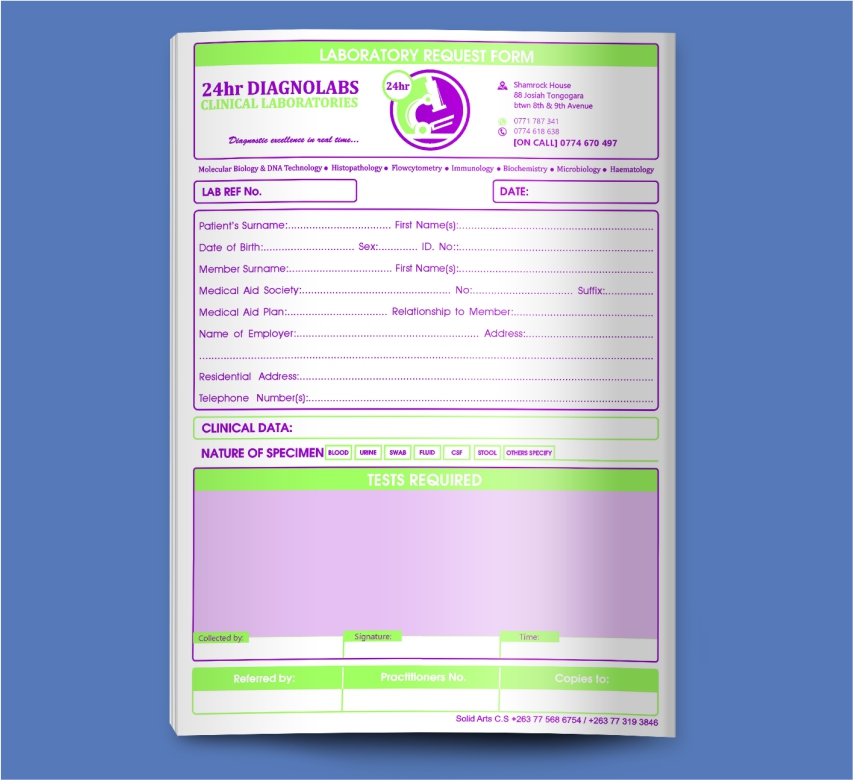 LABORATORY REQUEST FORM
24hr DIAGNOLABS
CLINICAL LABORATORIES
Diagnostic excellence in real time...
24hr
Shamrock House
88 Josiah Tongogara
btwn 8th & 9th Avenue
0771 787 341
0774 618 638
[ON CALL] 0774 670 497
Molecular Biology & DNA Technology ● Histopathology ● Flowcytometry ● Immunology ● Biochemistry ● Microbiology ● Haematology
LAB REF No. DATE:
Patient's Surname:.............................. First Name(s):..............................
Date of Birth:.............................. Sex:........... ID. No::..............................
Member Surname:.............................. First Name(s):..............................
Medical Aid Society:.............................. No:.............................. Suffix:..............
Medical Aid Plan:.............................. Relationship to Member:..............................
Name of Employer:.............................. Address:..............................
............................................................
Residential Address:..............................
Telephone Number(s):..............................
CLINICAL DATA:
NATURE OF SPECIMEN BLOOD URINE SWAB FLUID CSF STOOL OTHERS SPECIFY
TESTS REQUIRED
Collected by: Signature: Time:
Referred by: Practitioners No. Copies to:
Solid Arts C.S +263 77 568 6754 / +263 77 319 3846